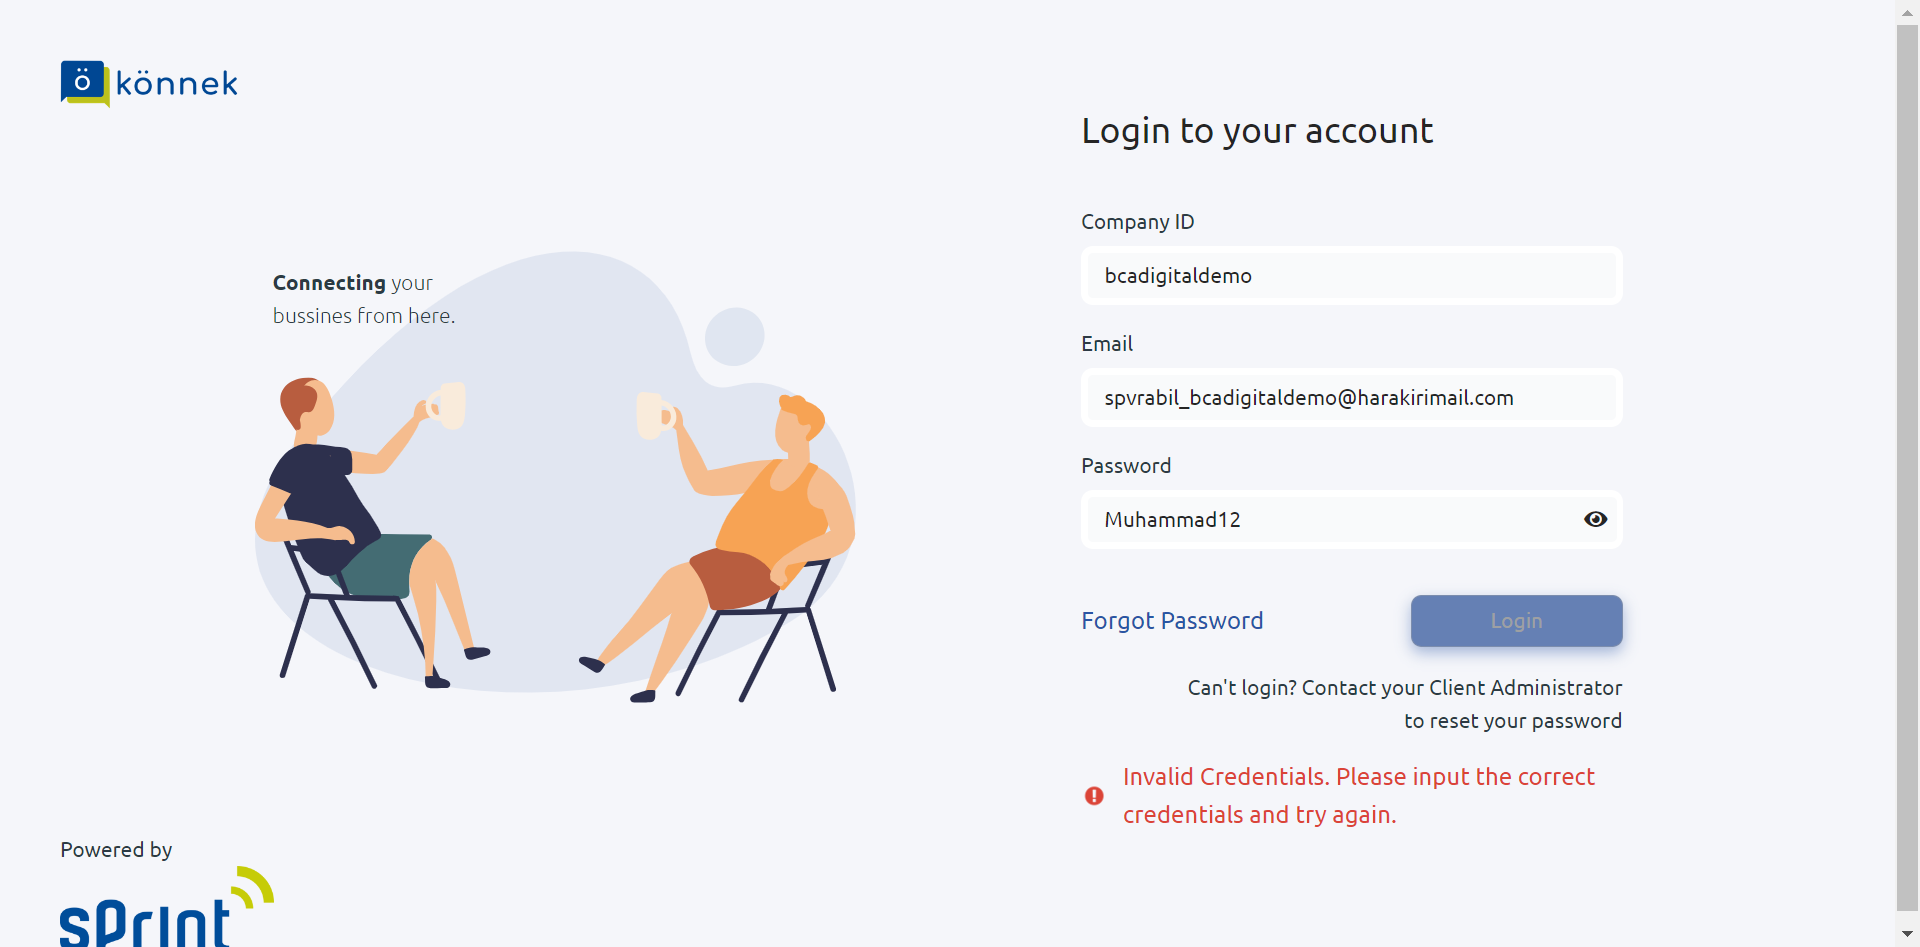 ö könnek
Login to your account
Company ID
bcadigitaldemo
Connecting your
bussines from here.
Email
spvrabil_bcadigitaldemo@harakirimail.com
Password
Muhammad12
Forgot Password
Login
Can't login? Contact your Client Administrator
to reset your password
Invalid Credentials. Please input the correct
credentials and try again.
Powered by
sPrint